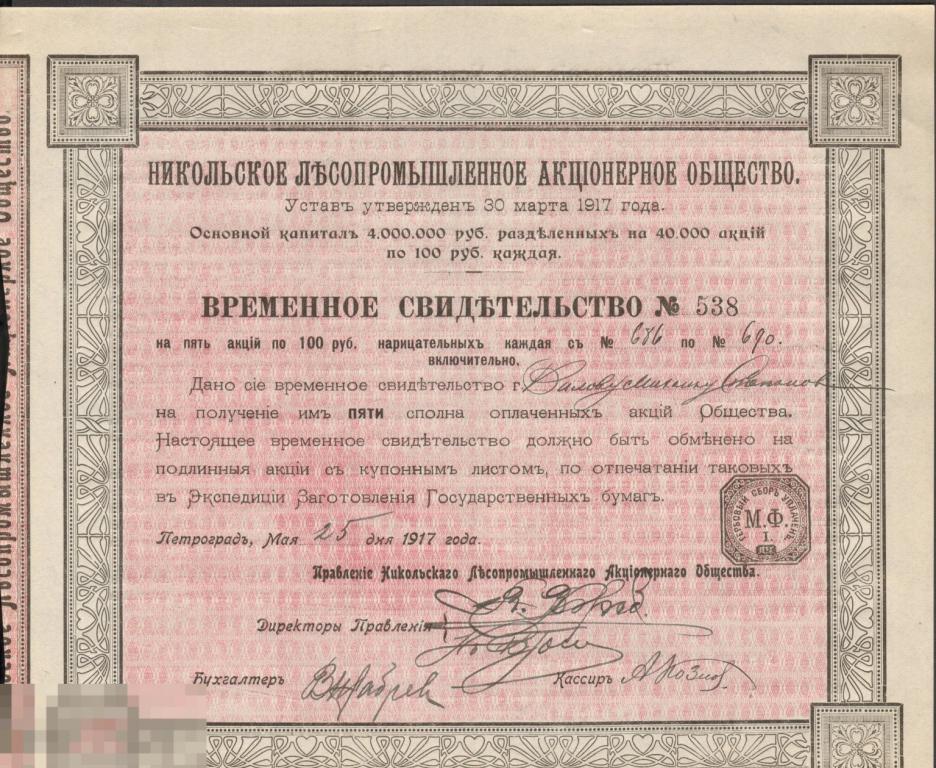 НИКОЛЬСКОЕ ЛѢСОПРОМЫШЛЕННОЕ АКЦІОНЕРНОЕ ОБЩЕСТВО.
Уставъ утвержденъ 30 марта 1917 года.
Основной капиталъ 4.000.000 руб. раздѣленныхъ на 40.000 акцій
по 100 руб. каждая.
ВРЕМЕННОЕ СВИДѢТЕЛЬСТВО № 538
на пять акцій по 100 руб. нарицательныхъ каждая съ № 686 по № 690.
включительно.
Дано сіе временное свидѣтельство г.
на полученіе имъ ПЯТИ сполна оплаченныхъ акцій Общества.
Настоящее временное свидѣтельство должно быть обмѣнено на
подлинныя акціи съ купоннымъ листомъ, по отпечатаніи таковыхъ
въ Экспедиціи Заготовленія Государственныхъ бумагъ.
ГЕРБОВЫЙ СБОРЪ УПЛАЧЕНЪ
М.Ф.
I.
Петроградъ, Мая 25 дня 1917 года.
Правленіе Никольскаго Лѣсопромышленнаго Акціонернаго Общества.
Директоры Правленія
Бухгалтеръ Кассиръ